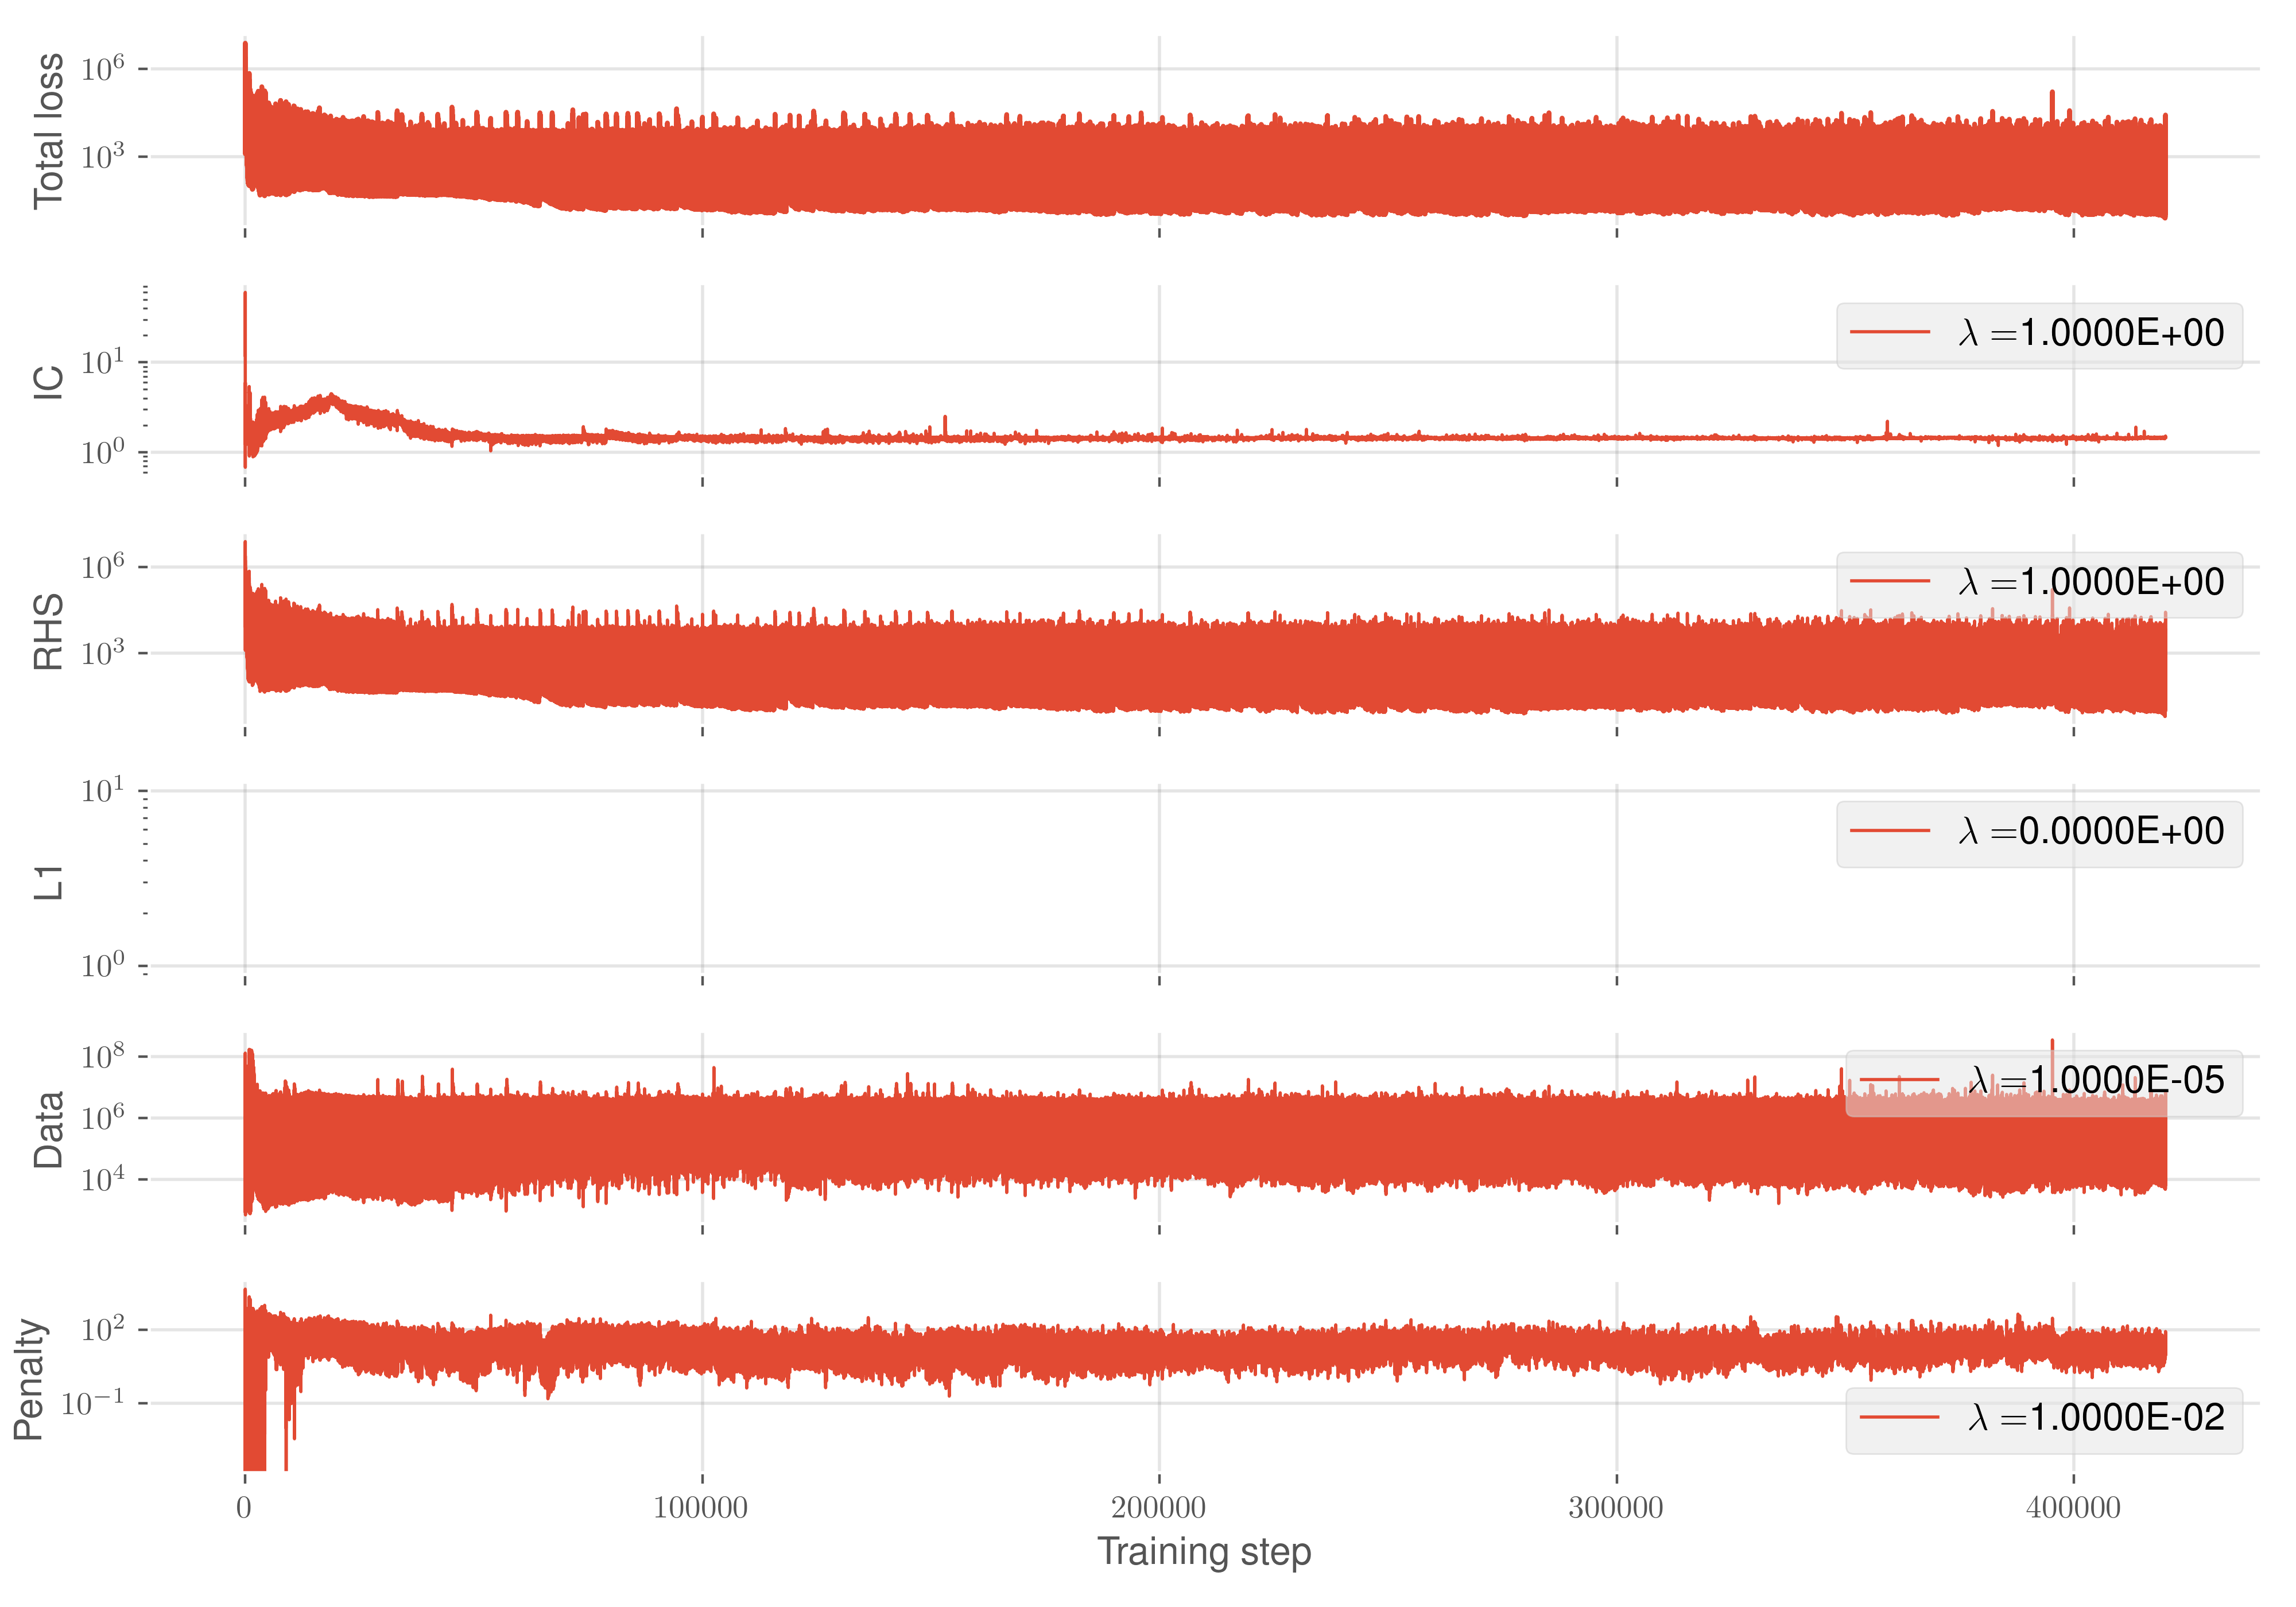 Total loss
10^6
10^3
IC
10^1
10^0
λ =1.0000E+00
RHS
10^6
10^3
λ =1.0000E+00
L1
10^1
10^0
λ =0.0000E+00
Data
10^8
10^6
10^4
λ =1.0000E-05
Penalty
10^2
10^−1
λ =1.0000E-02
0 100000 200000 300000 400000
Training step